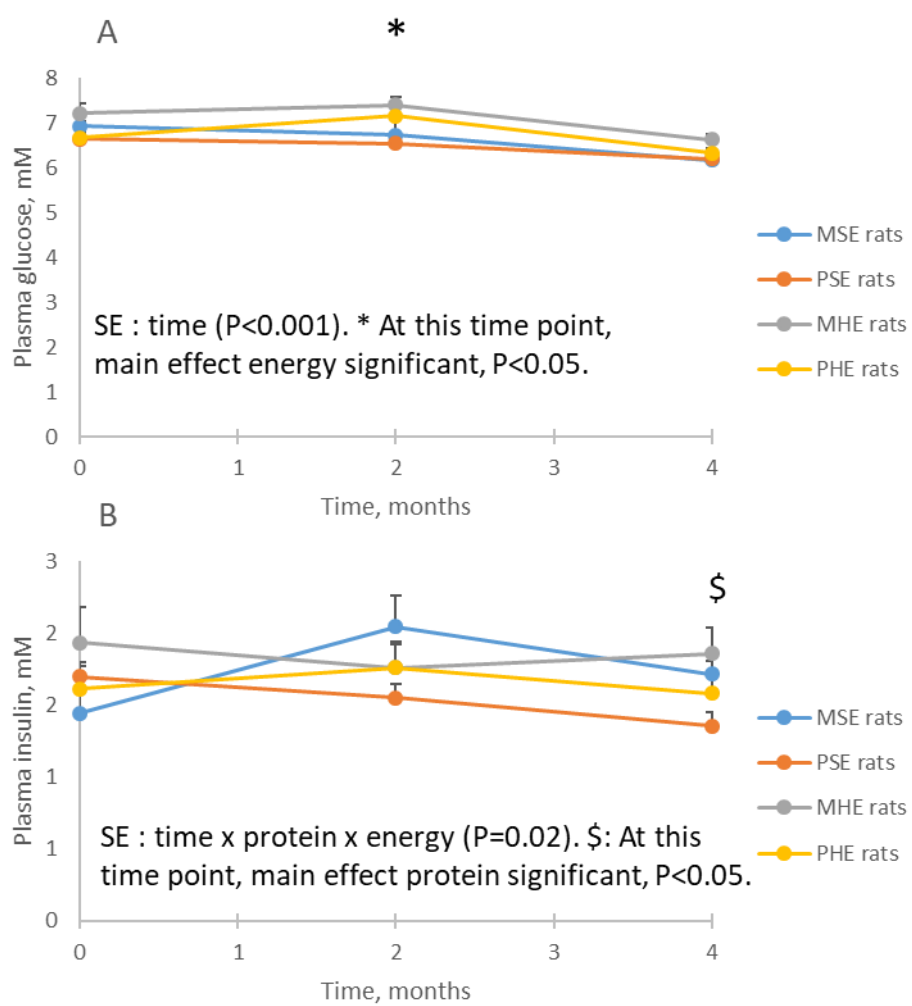 A
*
8
7
6
5
4
3
2
1
0
Plasma glucose, mM
SE : time (P<0.001). * At this time point,
main effect energy significant, P<0.05.
0 1 2 3 4
Time, months
MSE rats
PSE rats
MHE rats
PHE rats
B
$
3
2
2
1
1
0
Plasma insulin, mM
SE : time x protein x energy (P=0.02). $: At this
time point, main effect protein significant, P<0.05.
0 1 2 3 4
Time, months
MSE rats
PSE rats
MHE rats
PHE rats